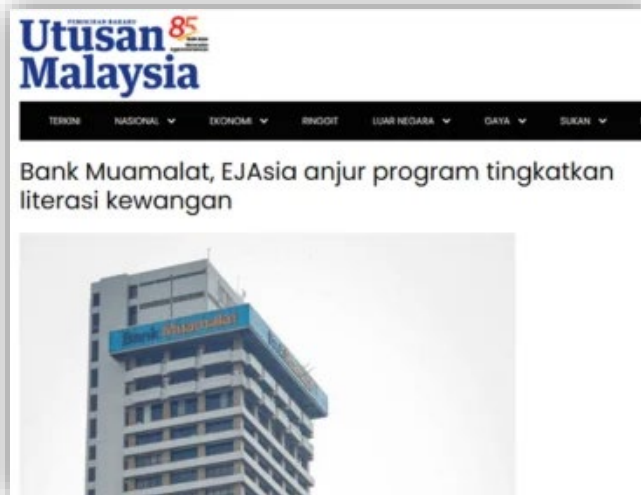 Utusan 85
Malaysia
TERKINI NASIONAL EKONOMI RINGGIT LUAR NEGARA GAYA SUKAN
Bank Muamalat, EJAsia anjur program tingkatkan
literasi kewangan
Bank Muamalat